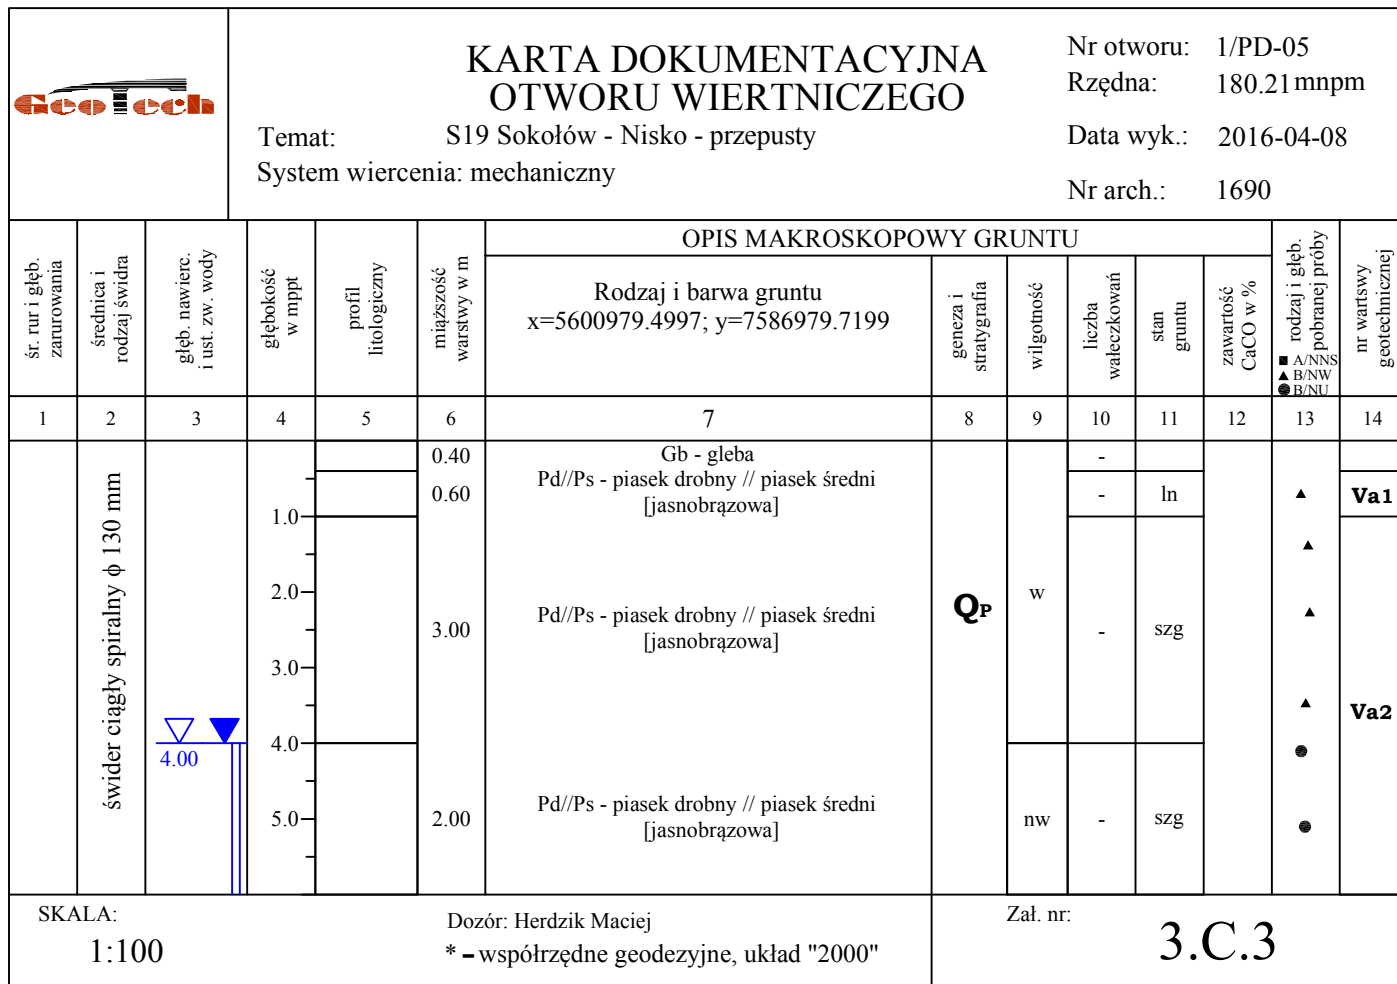 GeoTech
KARTA DOKUMENTACYJNA
OTWORU WIERTNICZEGO
Temat: S19 Sokołów - Nisko - przepusty
System wiercenia: mechaniczny
Nr otworu: 1/PD-05
Rzędna: 180.21 mnpm
Data wyk.: 2016-04-08
Nr arch.: 1690
śr. rur i głęb.
zarurowania
średnica i
rodzaj świdra
głęb. nawierc.
i ust. zw. wody
głębokość
w mppt
profil
litologiczny
miąższość
warstwy w m
OPIS MAKROSKOPOWY GRUNTU
Rodzaj i barwa gruntu
x=5600979.4997; y=7586979.7199
geneza i
stratygrafia
wilgotność
liczba
wałeczkowań
stan
gruntu
zawartość
CaCO w %
rodzaj i głęb.
pobranej próby
■ A/NNS
▲ B/NW
● B/NU
nr wartswy
geotechnicznej
1 2 3 4 5 6 7 8 9 10 11 12 13 14
świder ciągły spiralny ϕ 130 mm
0.40 Gb - gleba -
Pd//Ps - piasek drobny // piasek średni
0.60 [jasnobrązowa] - ln Va1
1.0
2.0
3.00 Pd//Ps - piasek drobny // piasek średni
[jasnobrązowa]
QP w - szg
3.0
Va2
4.0
4.00
5.0 2.00 Pd//Ps - piasek drobny // piasek średni
[jasnobrązowa]
nw - szg
SKALA:
1:100
Dozór: Herdzik Maciej
* - współrzędne geodezyjne, układ "2000"
Zał. nr:
3.C.3